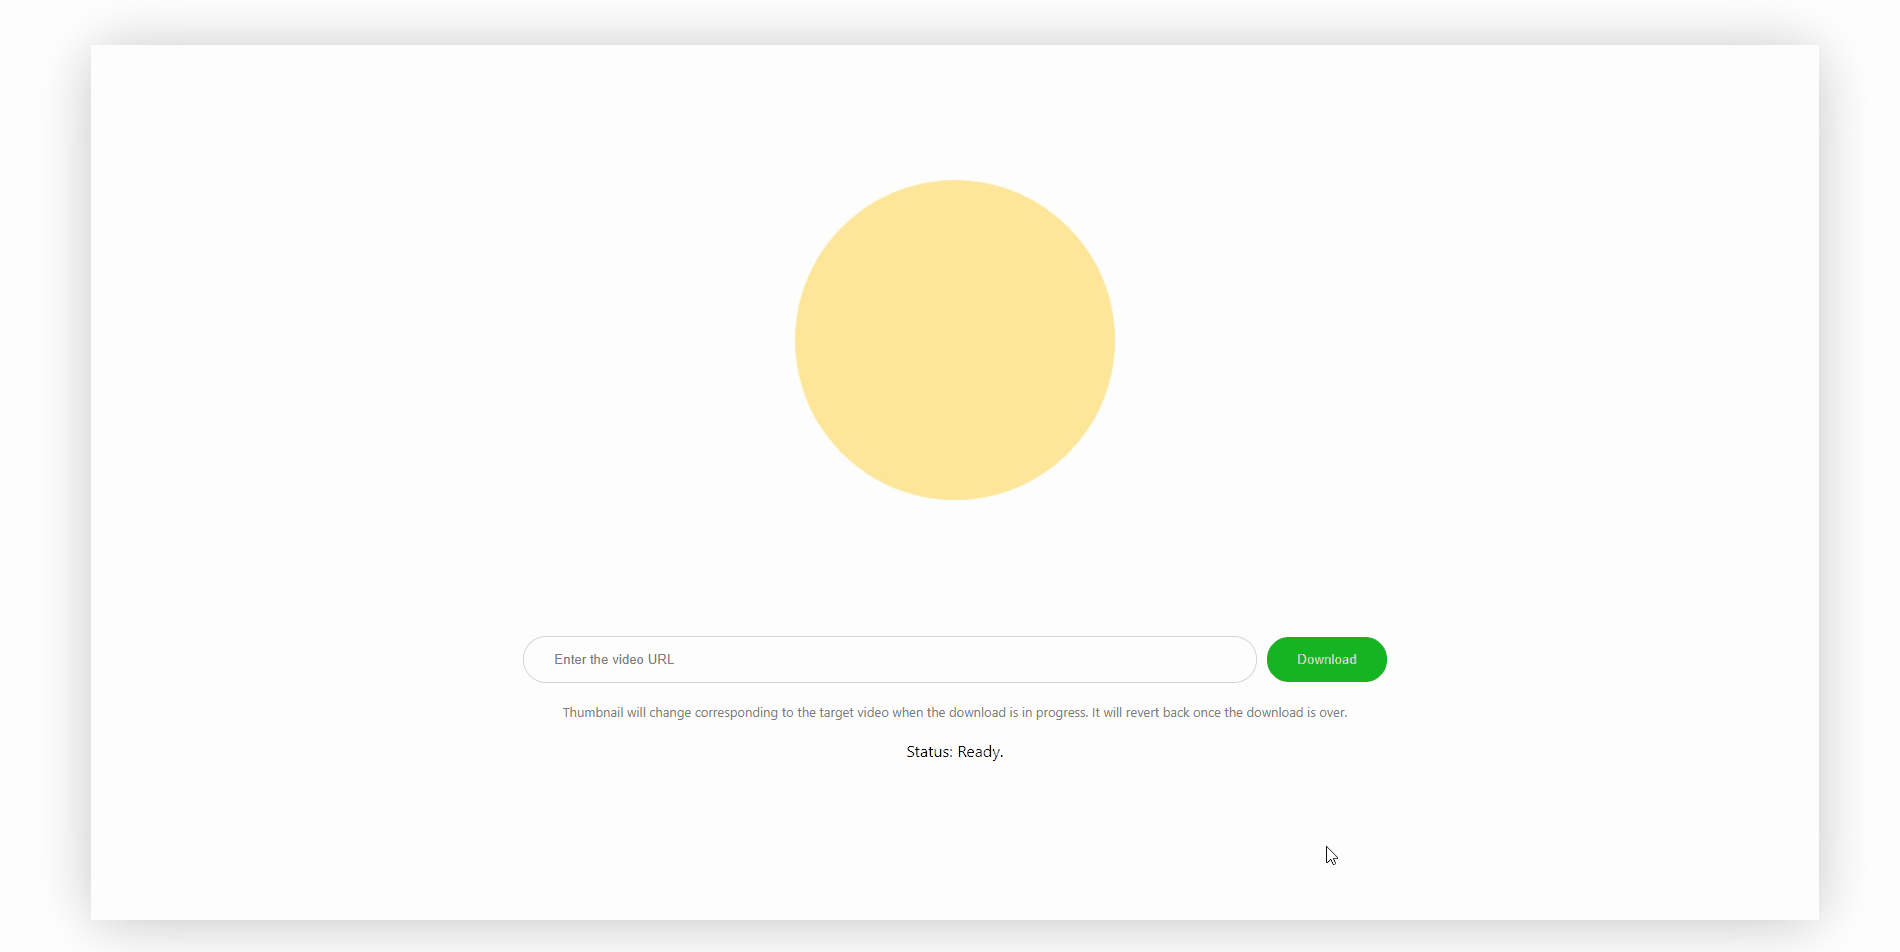 Enter the video URL
Download
Thumbnail will change corresponding to the target video when the download is in progress. It will revert back once the download is over.
Status: Ready.